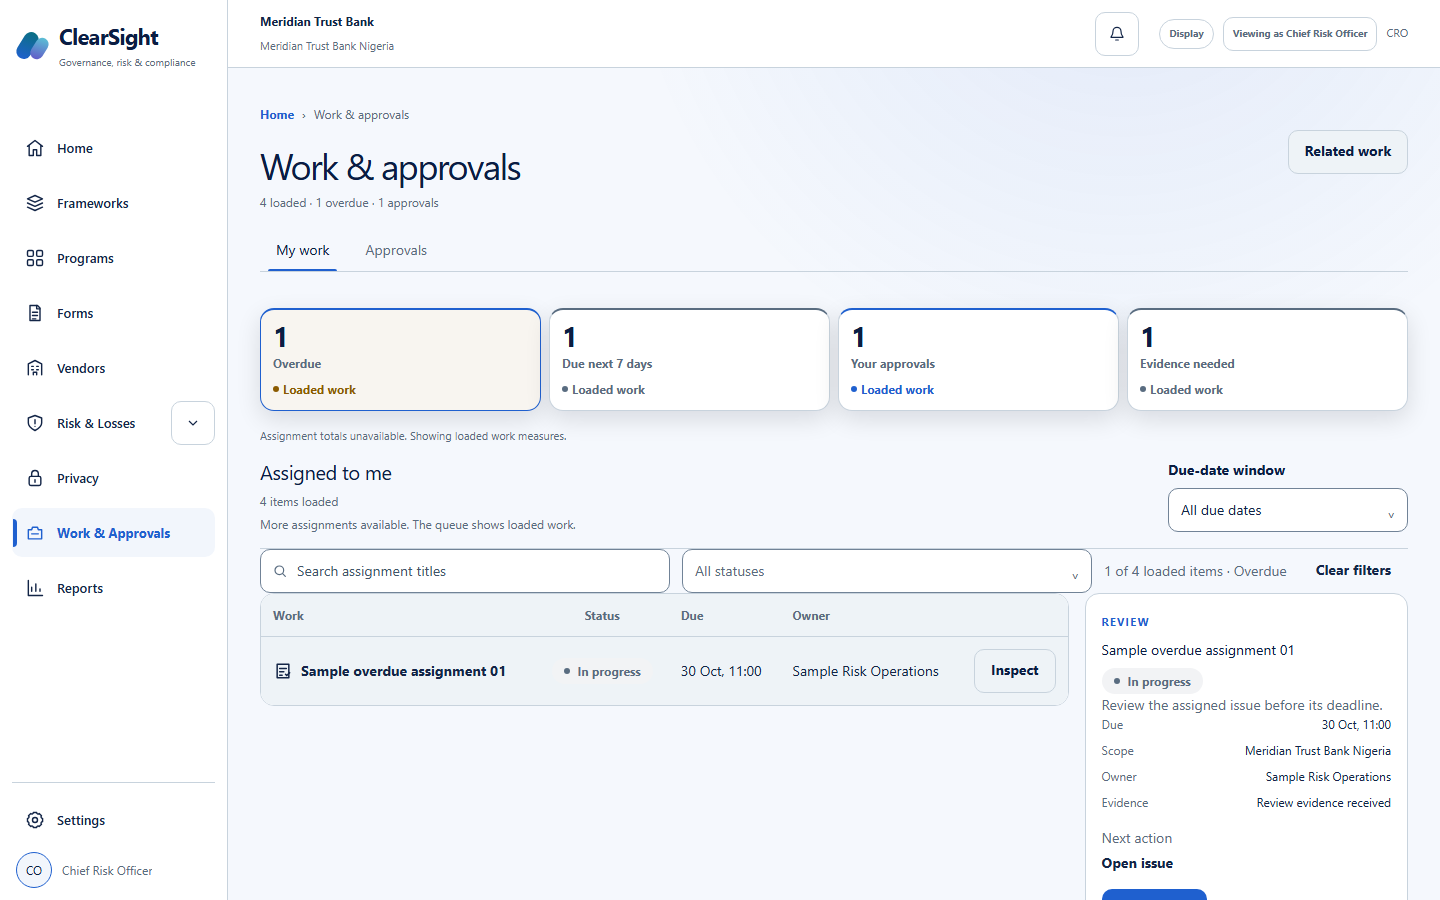 ClearSight
Governance, risk & compliance
Home
Frameworks
Programs
Forms
Vendors
Risk & Losses
Privacy
Work & Approvals
Reports
Settings
CO
Chief Risk Officer
Meridian Trust Bank
Meridian Trust Bank Nigeria
Display
Viewing as Chief Risk Officer
CRO
Home › Work & approvals
Work & approvals
4 loaded · 1 overdue · 1 approvals
Related work
My work
Approvals
1
Overdue
Loaded work
1
Due next 7 days
Loaded work
1
Your approvals
Loaded work
1
Evidence needed
Loaded work
Assignment totals unavailable. Showing loaded work measures.
Assigned to me
4 items loaded
More assignments available. The queue shows loaded work.
Due-date window
All due dates
Search assignment titles
All statuses
1 of 4 loaded items · Overdue
Clear filters
Work Status Due Owner
Sample overdue assignment 01 In progress 30 Oct, 11:00 Sample Risk Operations Inspect
REVIEW
Sample overdue assignment 01
In progress
Review the assigned issue before its deadline.
Due 30 Oct, 11:00
Scope Meridian Trust Bank Nigeria
Owner Sample Risk Operations
Evidence Review evidence received
Next action
Open issue